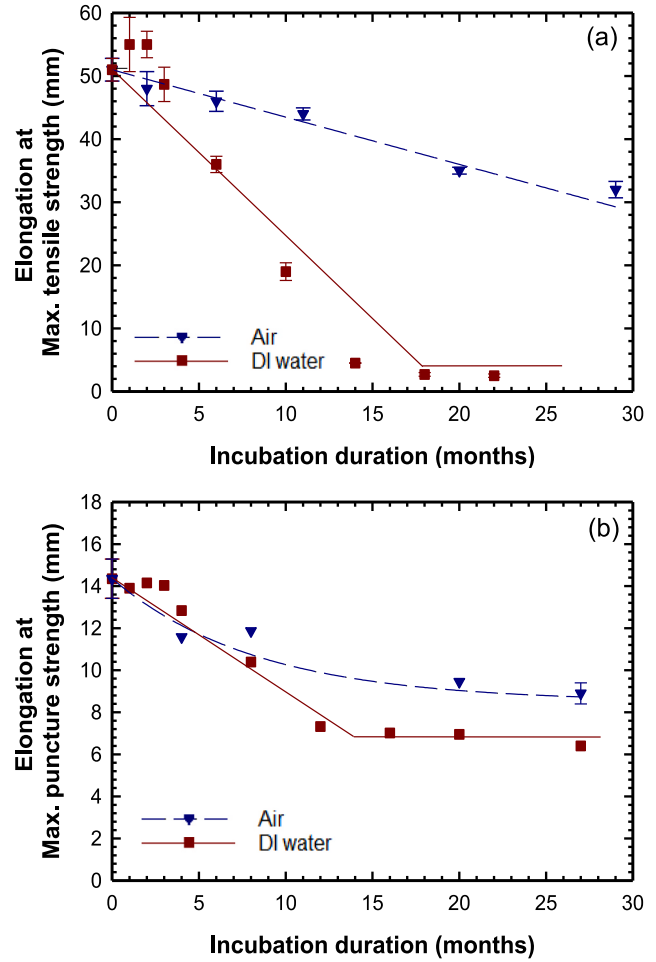 (a)
Elongation at
Max. tensile strength (mm)
60
50
40
30
20
10
0
Air
DI water
0 5 10 15 20 25 30
Incubation duration (months)
(b)
Elongation at
Max. puncture strength (mm)
18
16
14
12
10
8
6
4
2
0
Air
DI water
0 5 10 15 20 25 30
Incubation duration (months)